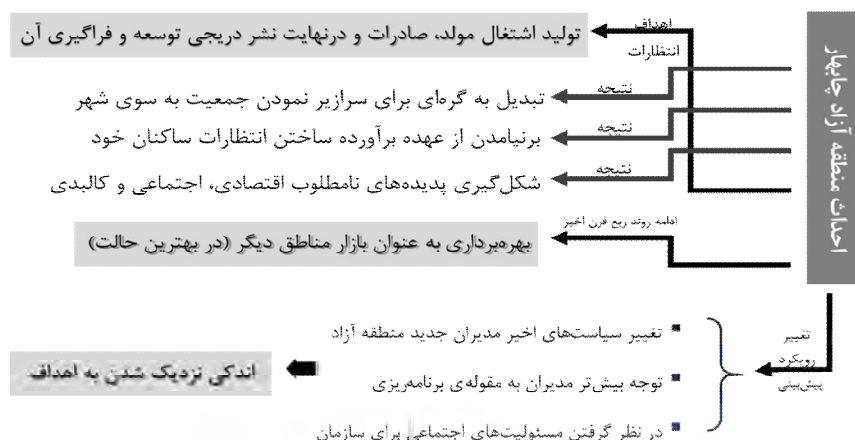 احداث منطقه آزاد چابهار
اهداف
انتظارات
تولید اشتغال مولد، صادرات و درنهایت نشر دریجی توسعه و فراگیری آن
نتیجه
تبدیل به گره‌ای برای سرازیر نمودن جمعیت به سوی شهر
نتیجه
برنیامدن از عهده برآورده ساختن انتظارات ساکنان خود
نتیجه
شکل‌گیری پدیده‌های نامطلوب اقتصادی، اجتماعی و کالبدی
ادامه روند ربع قرن اخیر
بهره‌برداری به عنوان بازار مناطق دیگر (در بهترین حالت)
تغییر
رویکرد
پیش‌بینی
تغییر سیاست‌های اخیر مدیران جدید منطقه آزاد
توجه بیش‌تر مدیران به مقوله‌ی برنامه‌ریزی
در نظر گرفتن مسئولیت‌های اجتماعی برای سازمان
اندکی نزدیک شدن به اهداف